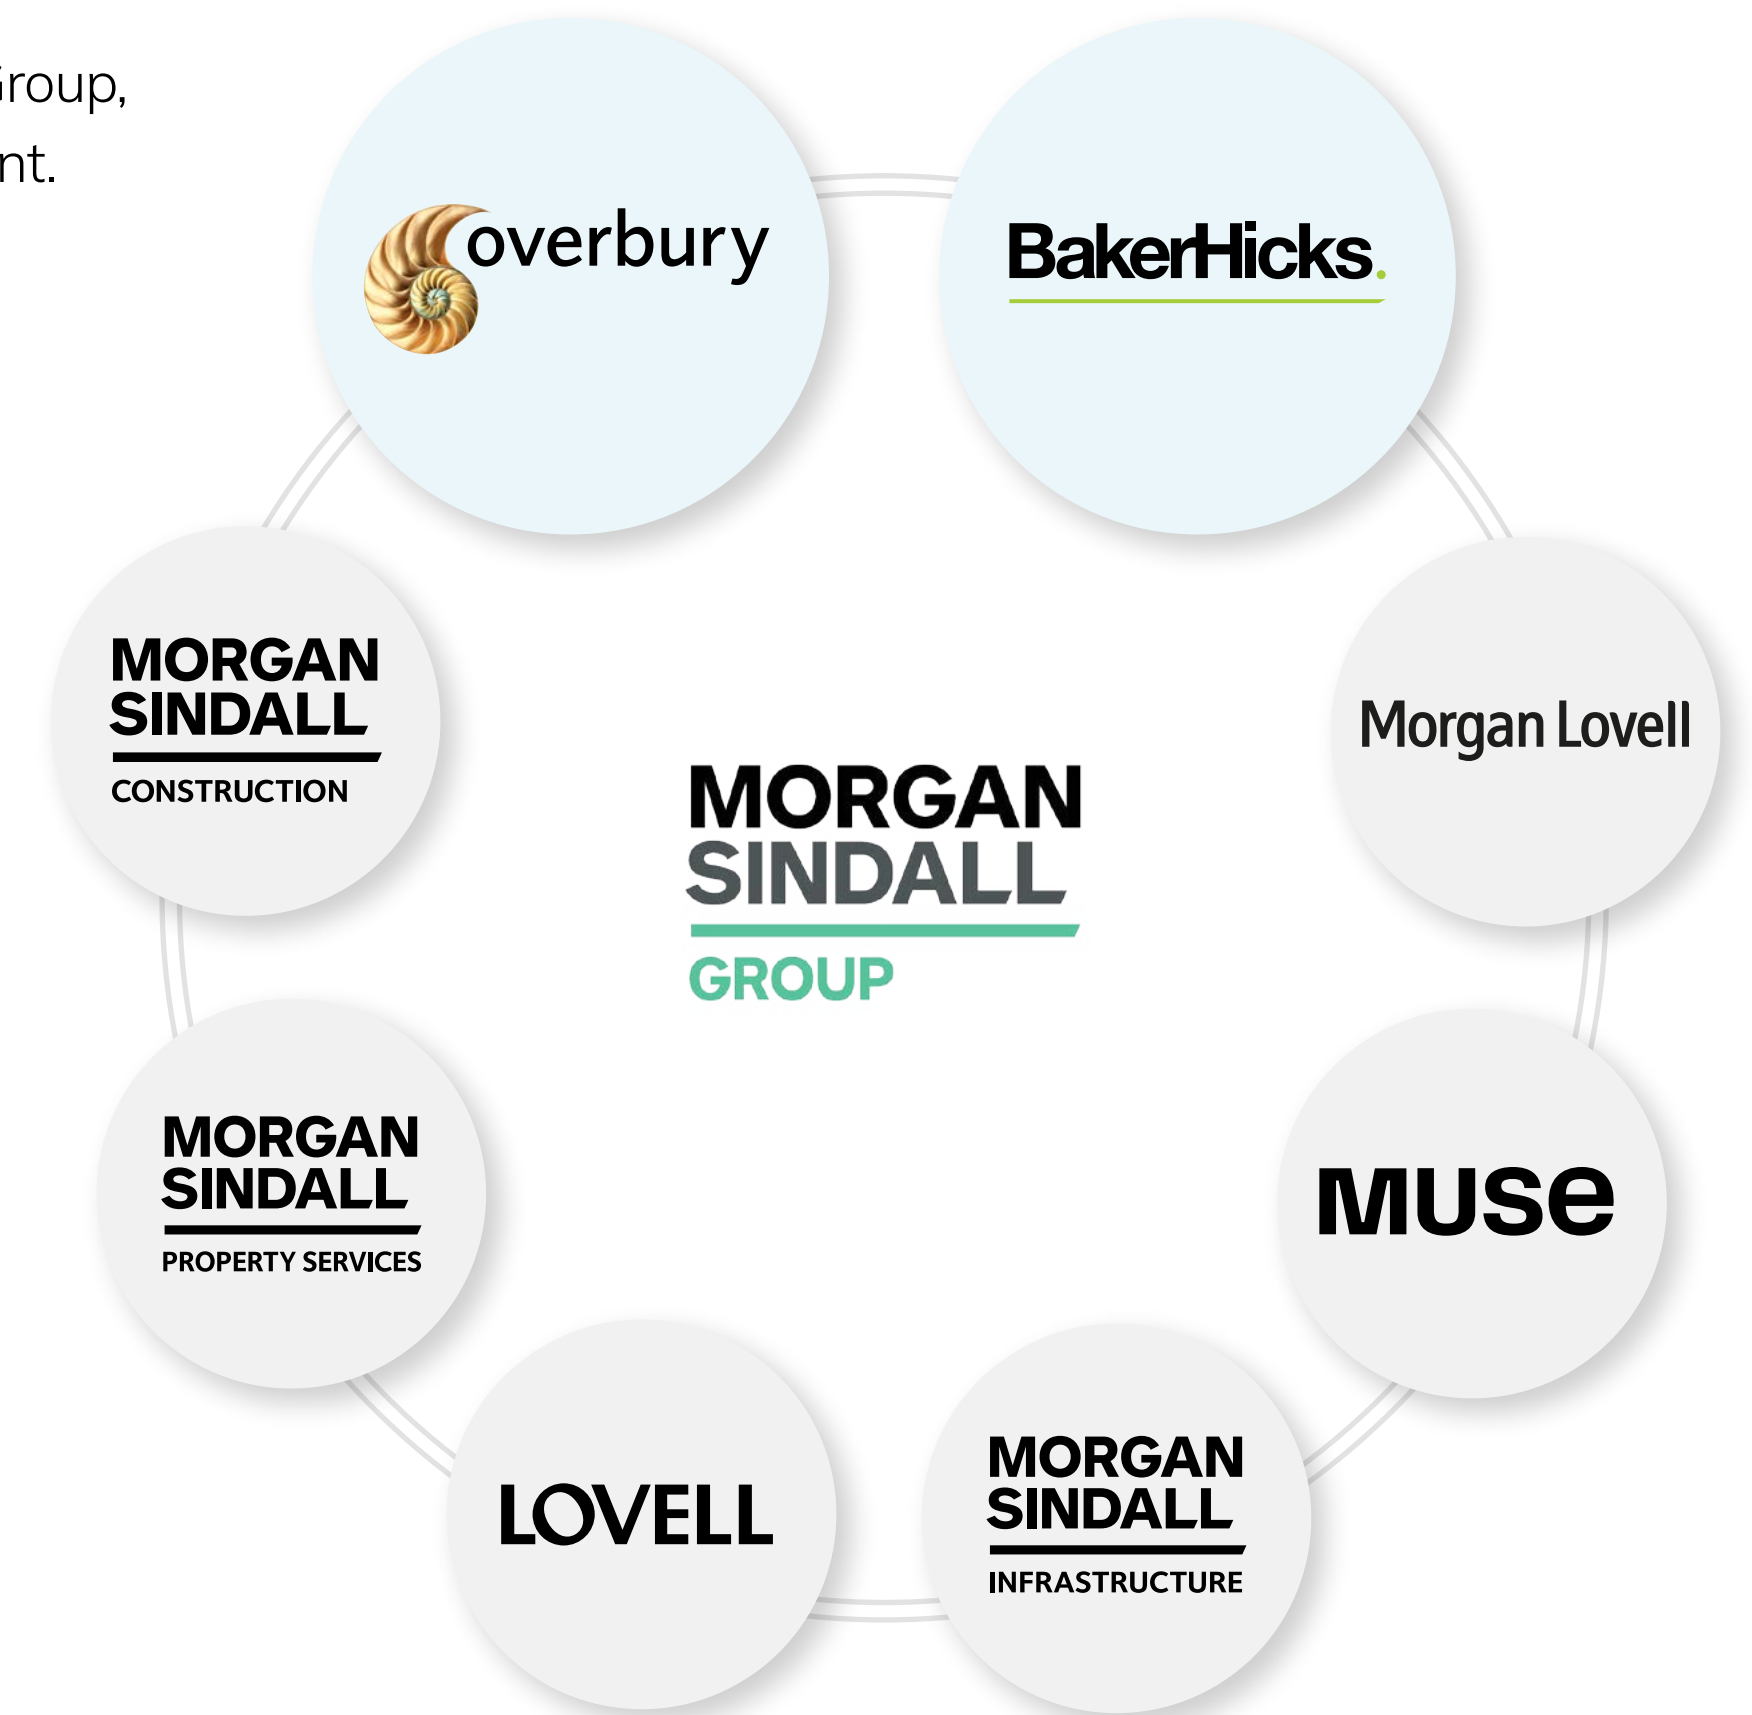 Group,
nt.
overbury
BakerHicks.
MORGAN
SINDALL
CONSTRUCTION
Morgan Lovell
MORGAN
SINDALL
GROUP
MORGAN
SINDALL
PROPERTY SERVICES
MUSe
LOVELL
MORGAN
SINDALL
INFRASTRUCTURE